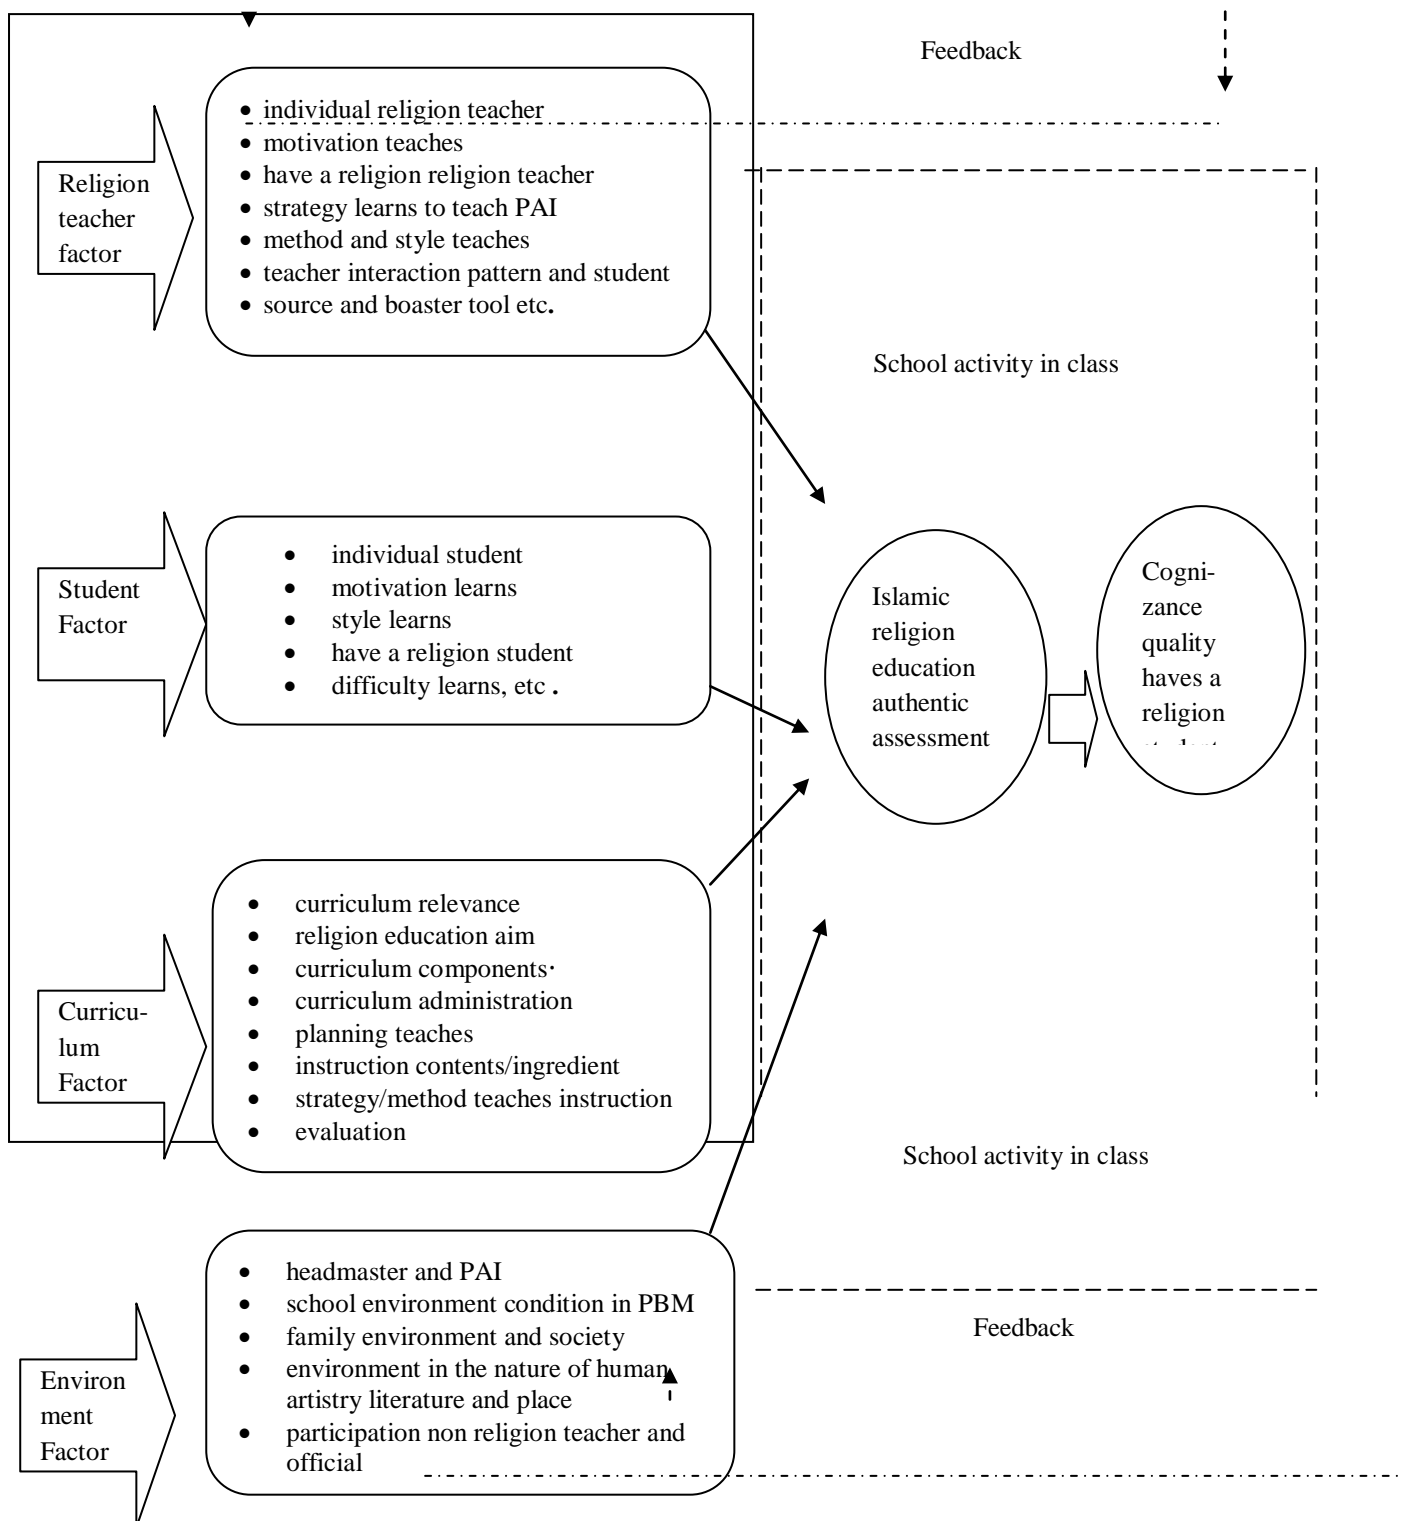 Feedback
• individual religion teacher
• motivation teaches
• have a religion religion teacher
• strategy learns to teach PAI
• method and style teaches
• teacher interaction pattern and student
• source and boaster tool etc.
Religion
teacher
factor
School activity in class
• individual student
• motivation learns
• style learns
• have a religion student
• difficulty learns, etc .
Student
Factor
Islamic
religion
education
authentic
assessment
Cogni-
zance
quality
haves a
religion
• curriculum relevance
• religion education aim
• curriculum components·
• curriculum administration
• planning teaches
• instruction contents/ingredient
• strategy/method teaches instruction
• evaluation
Curricu-
lum
Factor
School activity in class
• headmaster and PAI
• school environment condition in PBM
• family environment and society
• environment in the nature of human
artistry literature and place
• participation non religion teacher and
official
Environ
ment
Factor
Feedback